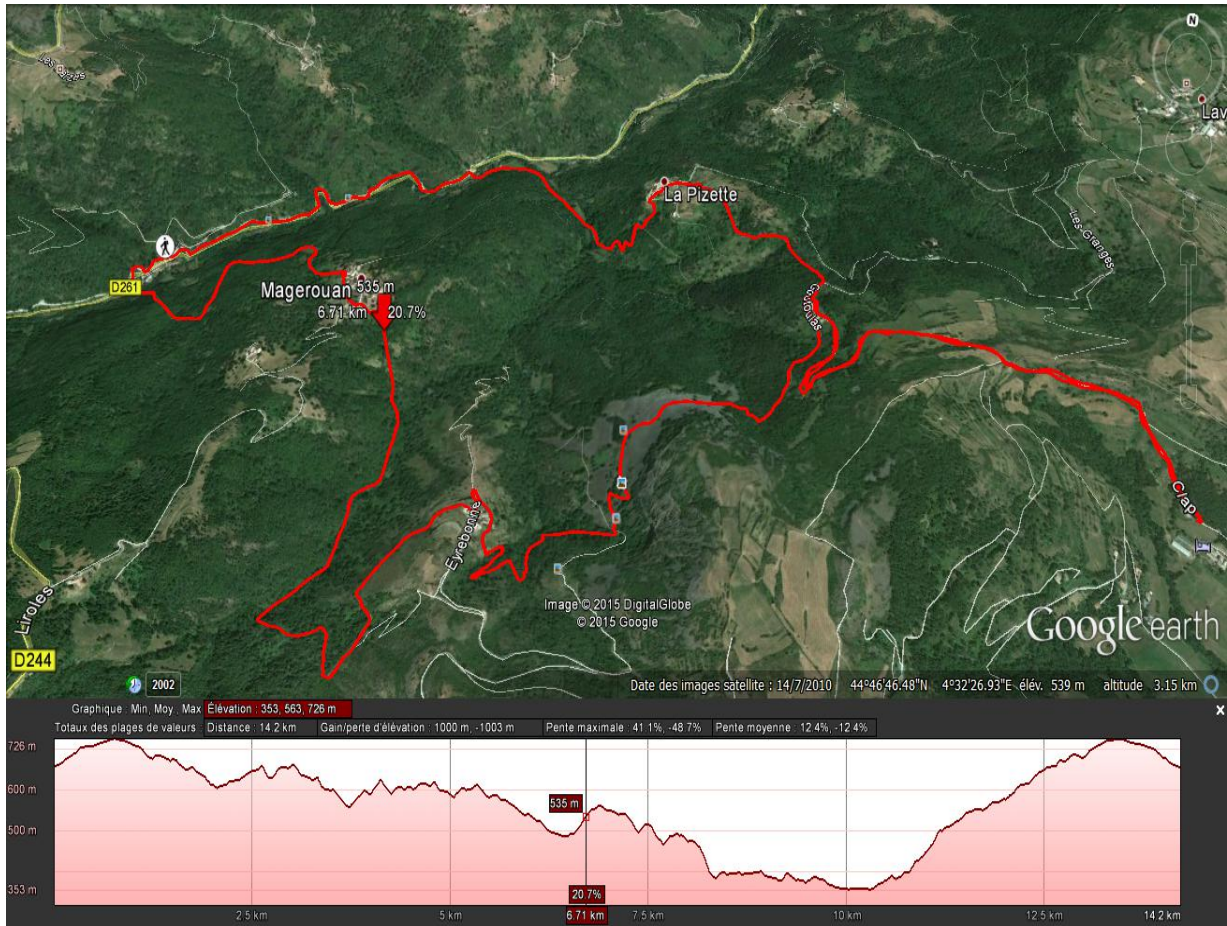 N
Les Bizes
Lav
La Pizette
Les Granges
D261
Magerouan
535 m
6.71 km
20.7%
Goutoulas
Clap
Eyrebonne
Liroles
Image © 2015 DigitalGlobe
© 2015 Google
Google earth
D244
2002
Date des images satellite : 14/7/2010 44°46'46.48"N 4°32'26.93"E élév. 539 m altitude 3.15 km
Graphique : Min, Moy., Max Élévation : 353, 563, 726 m
x
Totaux des plages de valeurs : Distance : 14.2 km Gain/perte d'élévation : 1000 m, -1003 m Pente maximale : 41.1%, -48.7% Pente moyenne : 12.4%, -12.4%
726 m
600 m
535 m
500 m
353 m
20.7%
2.5 km 5 km 6.71 km 7.5 km 10 km 12.5 km 14.2 km